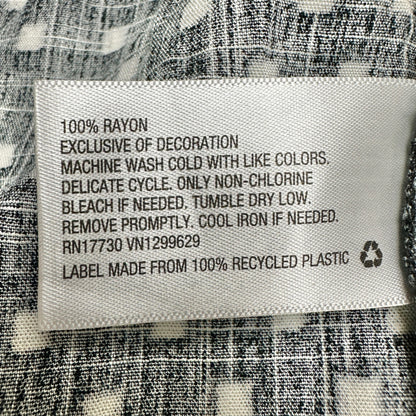 100% RAYON
EXCLUSIVE OF DECORATION
MACHINE WASH COLD WITH LIKE COLORS.
DELICATE CYCLE. ONLY NON-CHLORINE
BLEACH IF NEEDED. TUMBLE DRY LOW.
REMOVE PROMPTLY. COOL IRON IF NEEDED.
RN17730 VN1299629
LABEL MADE FROM 100% RECYCLED PLASTIC